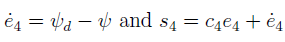 ė₄ = ψ_d − ψ and s₄ = c₄e₄ + ė₄